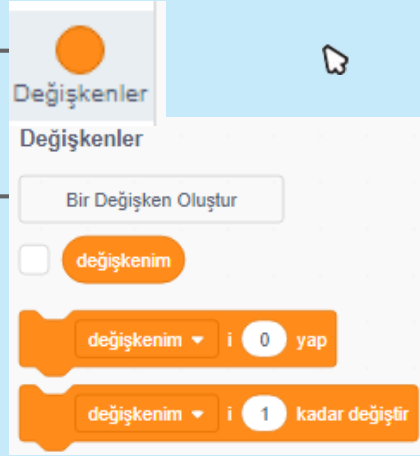 Değişkenler
Değişkenler
Bir Değişken Oluştur
değişkenim
değişkenim i 0 yap
değişkenim i 1 kadar değiştir